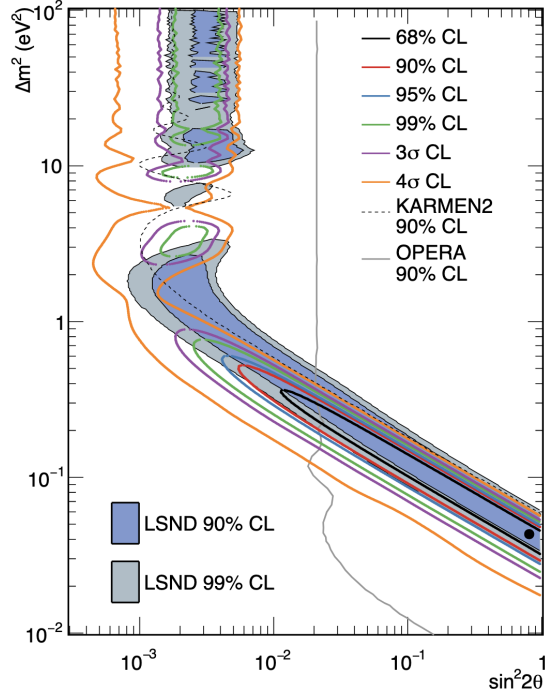 10²
Δm² (eV²)
10
1
10⁻¹
10⁻²
68% CL
90% CL
95% CL
99% CL
3σ CL
4σ CL
KARMEN2
90% CL
OPERA
90% CL
LSND 90% CL
LSND 99% CL
10⁻³
10⁻²
10⁻¹
1
sin²2θ